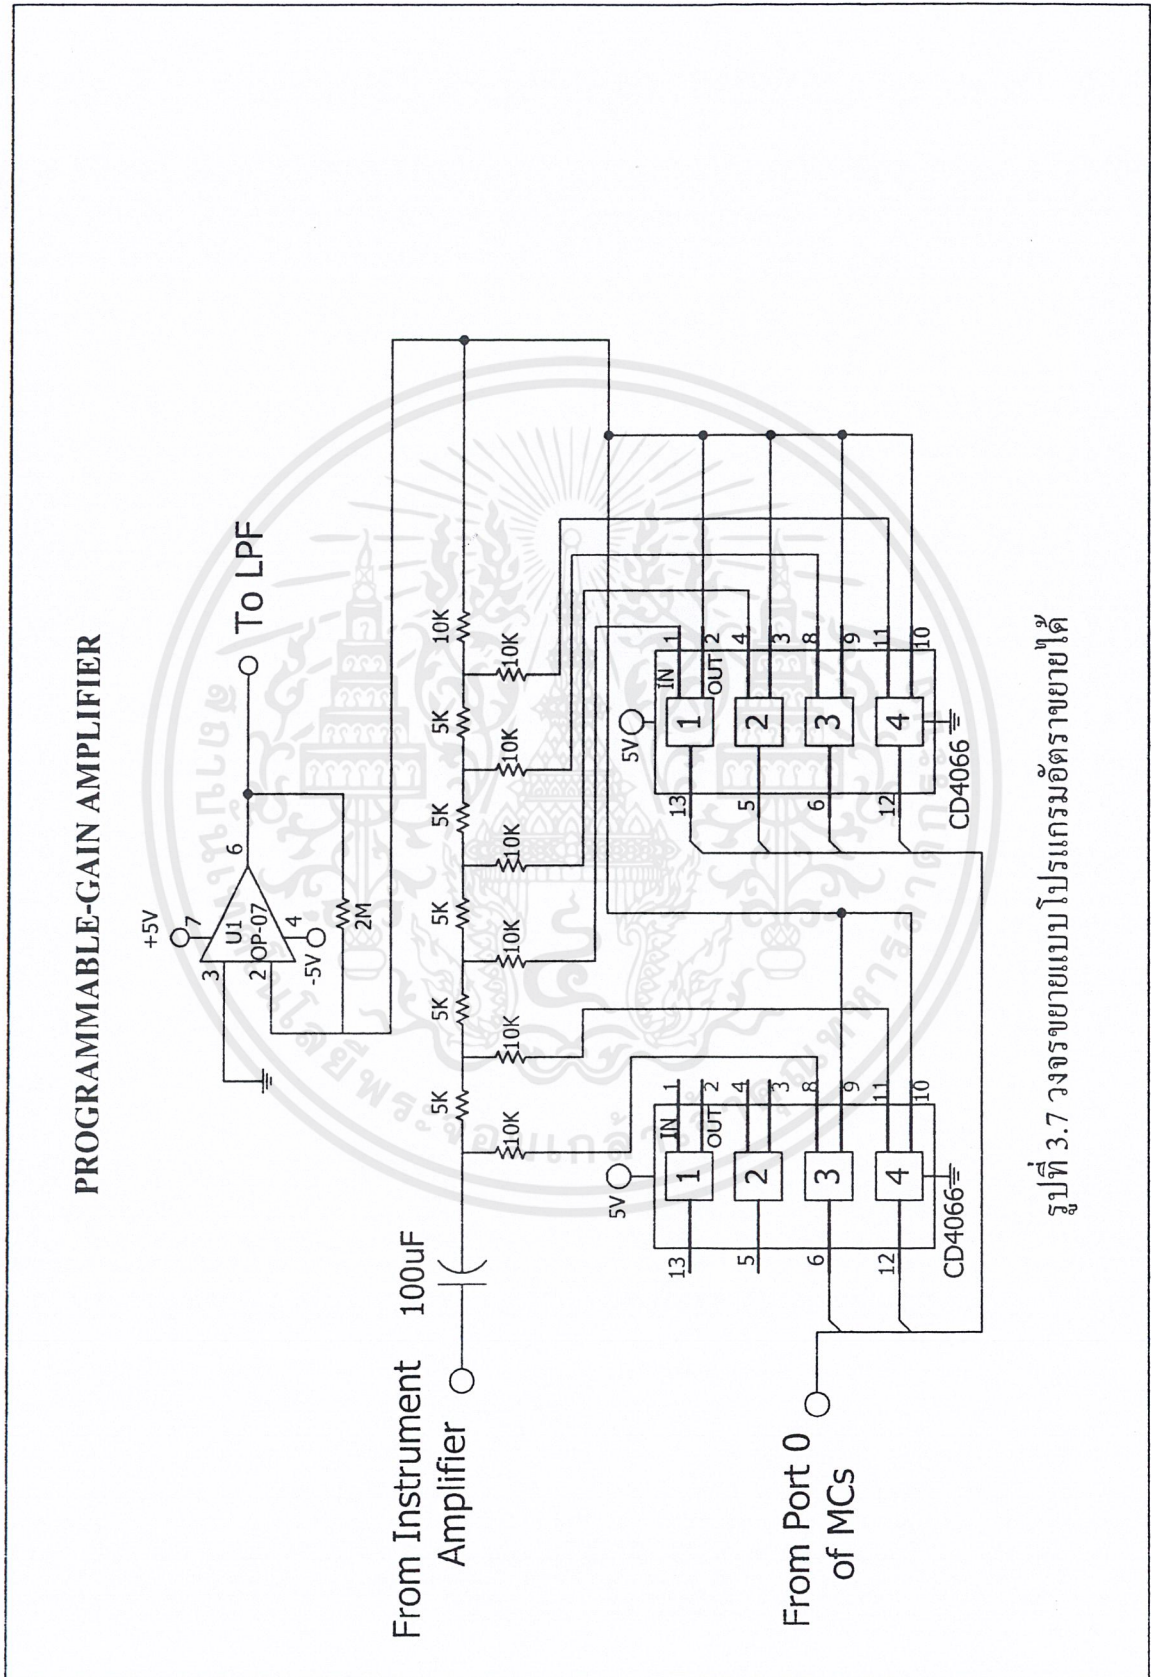 PROGRAMMABLE-GAIN AMPLIFIER
+5V
7
3
U1
6
To LPF
2
OP-07
4
-5V
2M
From Instrument
Amplifier
100uF
5K
5K
5K
5K
5K
10K
10K
10K
10K
10K
10K
10K
5V
IN
1
13
1
OUT
2
4
5
2
3
8
6
3
9
11
12
4
10
CD4066
5V
IN
1
13
1
OUT
2
4
5
2
3
8
6
3
9
11
12
4
10
CD4066
From Port 0
of MCs
รูปที่ 3.7 วงจรขยายแบบโปรแกรมอัตราขยายได้